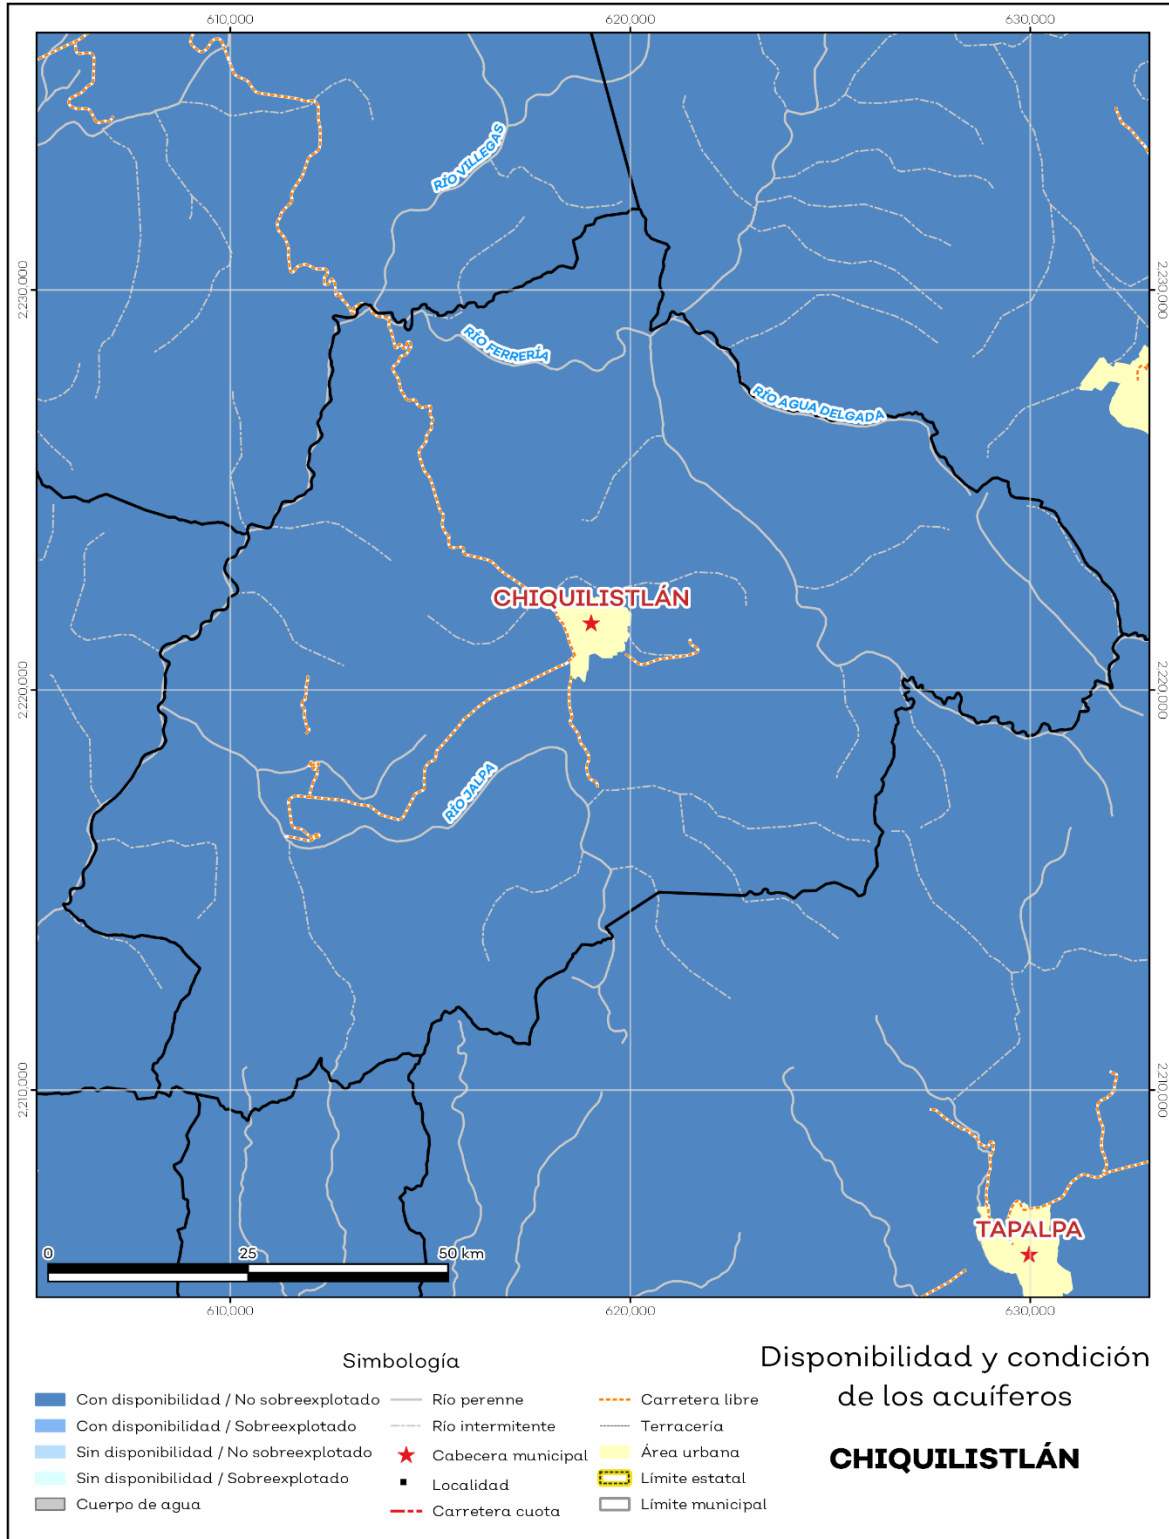 610,000
620,000
630,000
RÍO VILLEGAS
2,230,000
2,230,000
RÍO FERRERÍA
RÍO AGUA DELGADA
CHIQUILISTLÁN
2,220,000
2,220,000
RÍO JALPA
2,210,000
2,210,000
TAPALPA
0
25
50 km
610,000
620,000
630,000
Simbología
Con disponibilidad / No sobreexplotado
Con disponibilidad / Sobreexplotado
Sin disponibilidad / No sobreexplotado
Sin disponibilidad / Sobreexplotado
Cuerpo de agua
Río perenne
Río intermitente
Cabecera municipal
Localidad
Carretera cuota
Carretera libre
Terracería
Área urbana
Límite estatal
Límite municipal
Disponibilidad y condición
de los acuíferos
CHIQUILISTLÁN